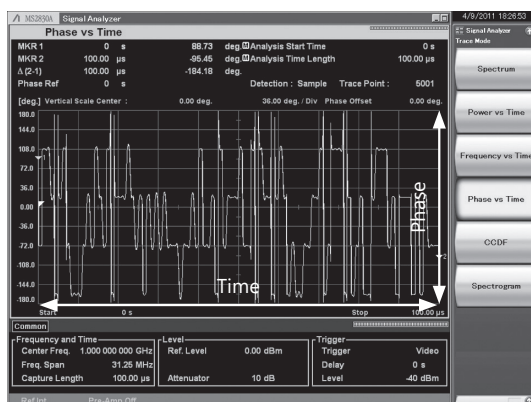 MS2830A Signal Analyzer
4/9/2011 18:26:53
Phase vs Time
MKR 1 0 s 88.73 deg. Analysis Start Time 0 s
MKR 2 100.00 µs -95.45 deg. Analysis Time Length 100.00 µs
Δ (2-1) 100.00 µs -184.18 deg.
Phase Ref 0 s Detection : Sample Trace Point : 5001
[deg.] Vertical Scale Center : 0.00 deg. 36.00 deg. / Div Phase Offset 0.00 deg.
180.0
144.0
108.0
72.0
36.0
0.00
-36.0
-72.0
-108.0
-144.0
-180.0
1
2
Phase
Time
Start 0 s Stop 100.00 µs
Common
Frequency and Time
Center Freq. 1.000 000 000 GHz
Freq. Span 31.25 MHz
Capture Length 100.00 µs
Level
Ref. Level 0.00 dBm
Attenuator 10 dB
Trigger
Trigger Video
Delay 0 s
Level -40 dBm
Ref.Int Pre-Amp Off
Signal Analyzer
Trace Mode
Spectrum
Power vs Time
Frequency vs Time
Phase vs Time
CCDF
Spectrogram